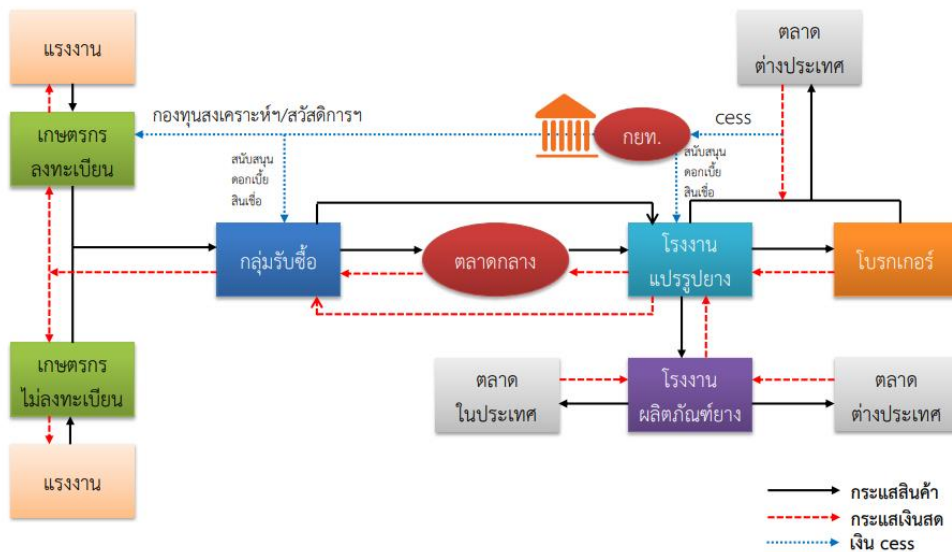 แรงงาน
ตลาด
ต่างประเทศ
กองทุนสงเคราะห์ฯ/สวัสดิการฯ
cess
กยท.
เกษตรกร
ลงทะเบียน
สนับสนุน
ดอกเบี้ย
สินเชื่อ
สนับสนุน
ดอกเบี้ย
สินเชื่อ
กลุ่มรับซื้อ
ตลาดกลาง
โรงงาน
แปรรูปยาง
โบรกเกอร์
เกษตรกร
ไม่ลงทะเบียน
ตลาด
ในประเทศ
โรงงาน
ผลิตภัณฑ์ยาง
ตลาด
ต่างประเทศ
แรงงาน
กระแสสินค้า
กระแสเงินสด
เงิน cess